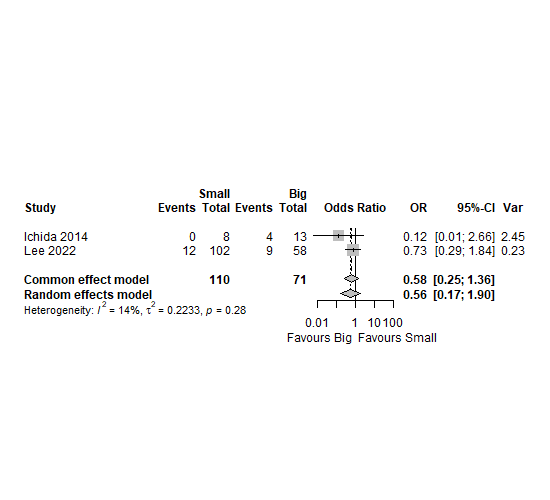 Small Big
Study Events Total Events Total Odds Ratio OR 95%-CI Var
Ichida 2014 0 8 4 13 0.12 [0.01; 2.66] 2.45
Lee 2022 12 102 9 58 0.73 [0.29; 1.84] 0.23
Common effect model 110 71 0.58 [0.25; 1.36]
Random effects model 0.56 [0.17; 1.90]
Heterogeneity: I² = 14%, τ² = 0.2233, p = 0.28
0.01 1 10 100
Favours Big Favours Small